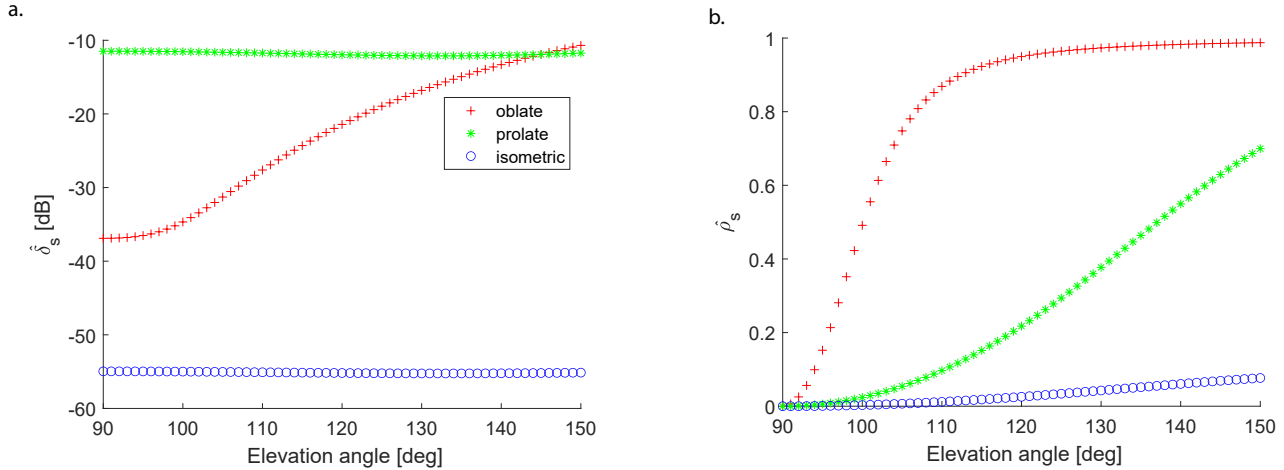 a.
-10
-20
-30
-40
-50
-60
δ̂s [dB]
oblate
prolate
isometric
90 100 110 120 130 140 150
Elevation angle [deg]
b.
1
0.8
0.6
0.4
0.2
0
ρ̂s
90 100 110 120 130 140 150
Elevation angle [deg]